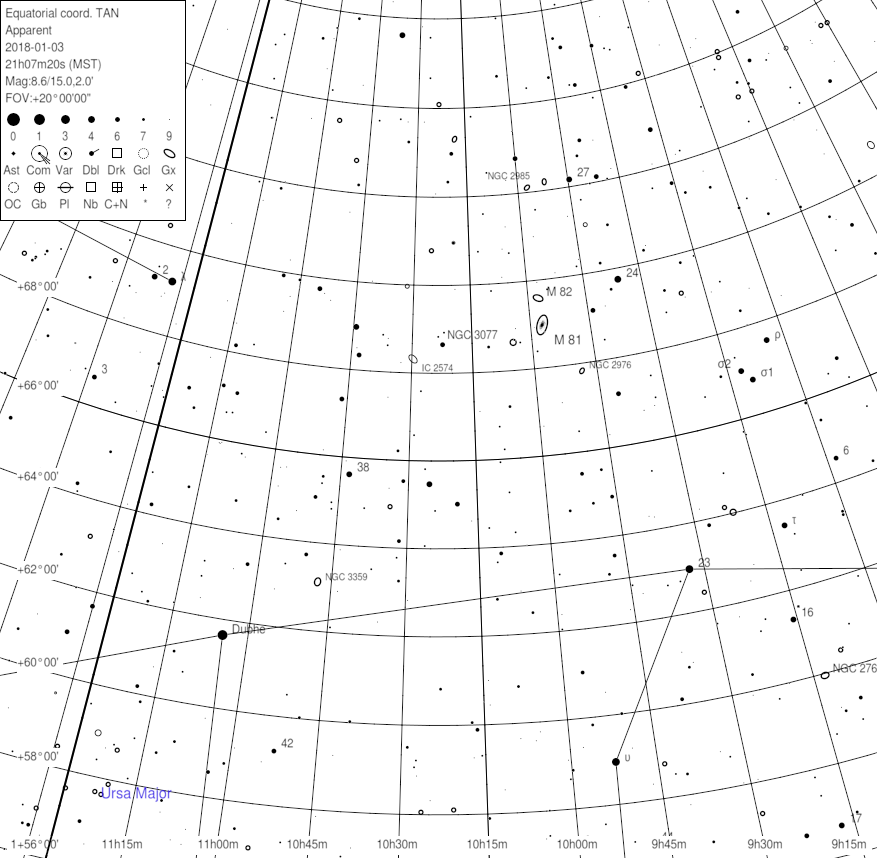 Equatorial coord. TAN
Apparent
2018-01-03
21h07m20s (MST)
Mag:8.6/15.0,2.0'
FOV:+20°00'00"
0 1 3 4 6 7 9
Ast Com Var Dbl Drk Gcl Gx
OC Gb Pl Nb C+N * ?
NGC 2985
27
2 λ
24
+68°00'
M 82
NGC 3077
M 81
ρ
IC 2574
NGC 2976
σ2
σ1
3
+66°00'
6
38
+64°00'
τ
23
+62°00'
NGC 3359
16
Dubhe
+60°00'
NGC 276
42
υ
+58°00'
Ursa Major
17
44
+56°00'
11h15m 11h00m 10h45m 10h30m 10h15m 10h00m 9h45m 9h30m 9h15m